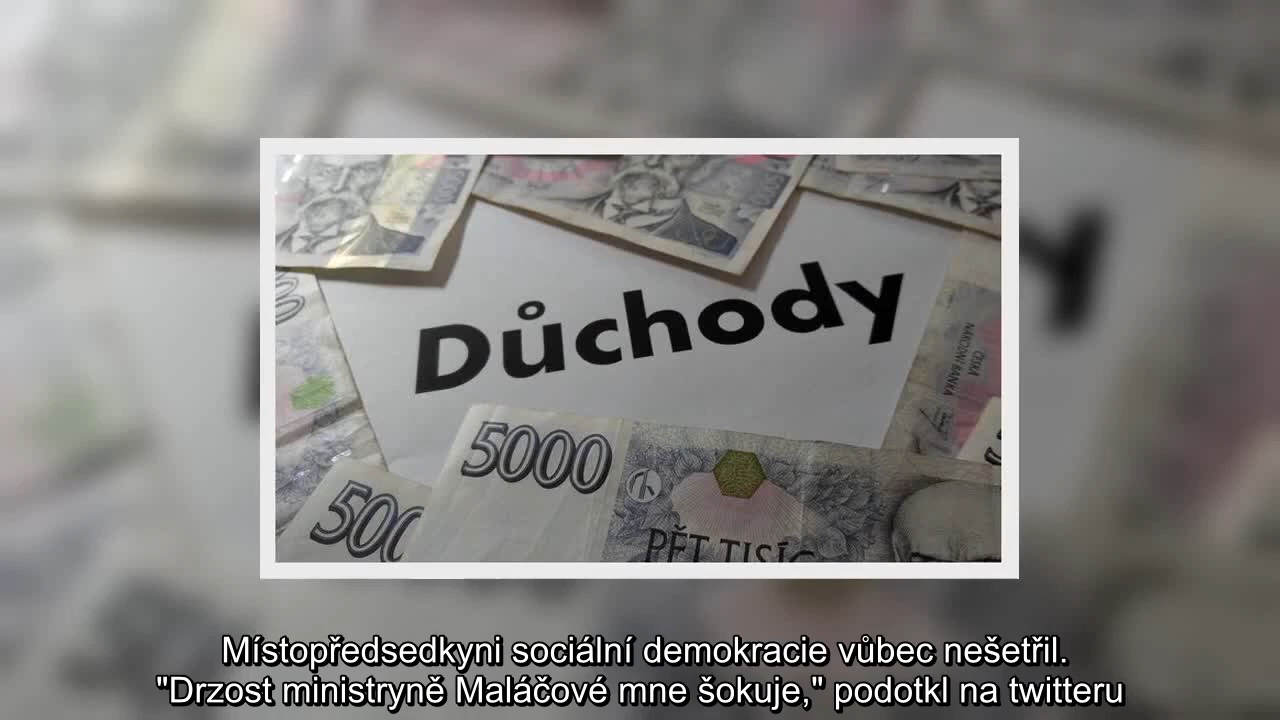 Důchody
ČESKÁ
NÁRODNÍ BANKA
5000
500
PĚT TISÍC
Místopředsedkyni sociální demokracie vůbec nešetřil.
"Drzost ministryně Maláčové mne šokuje," podotkl na twitteru